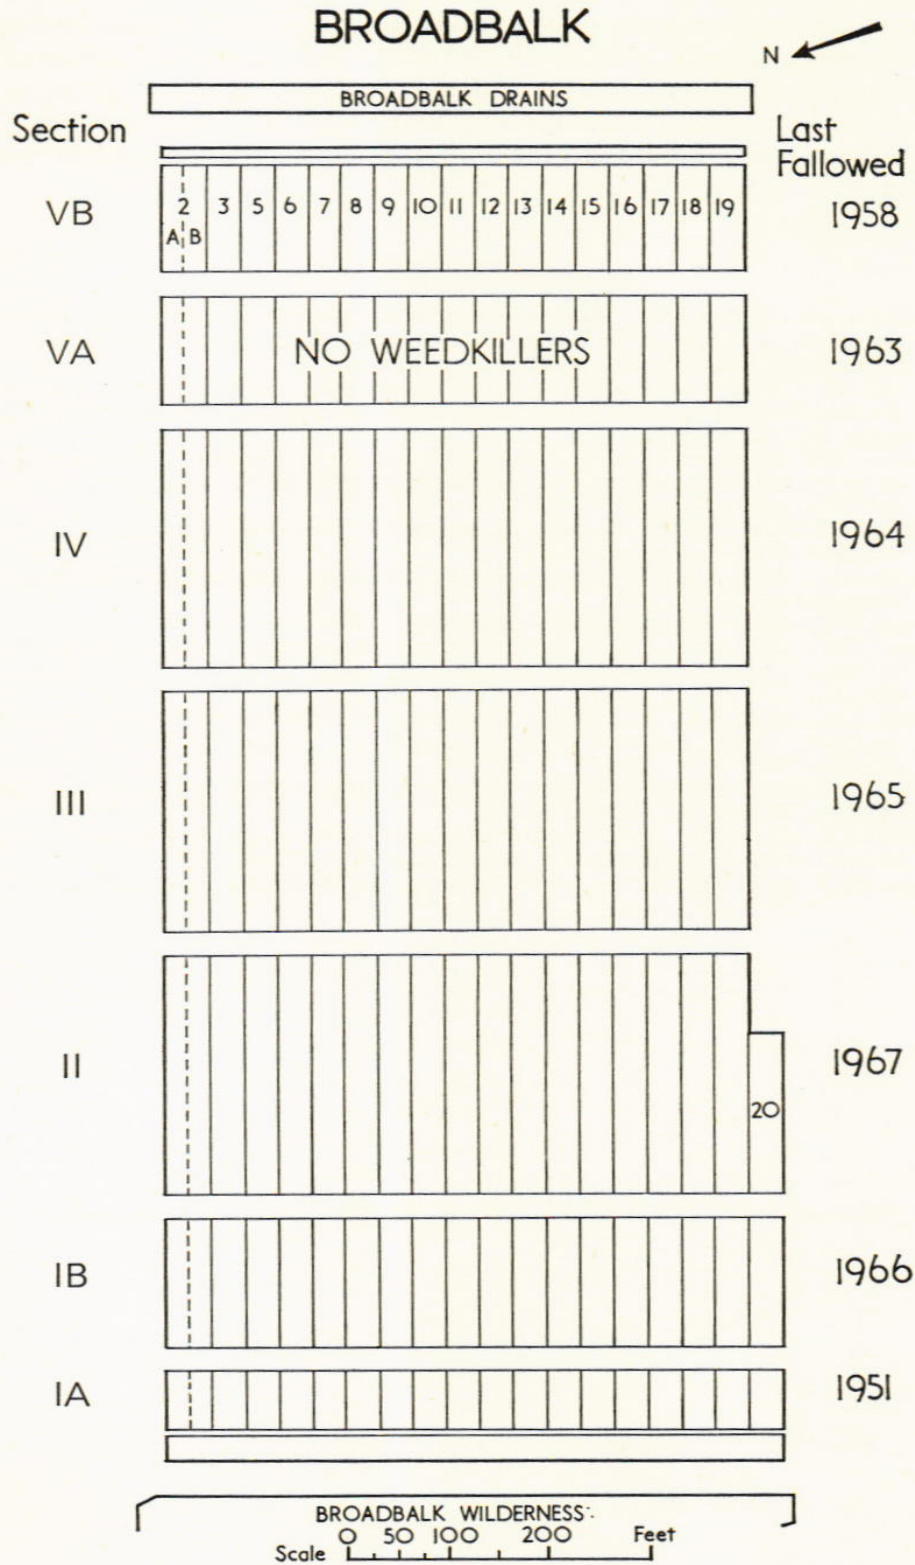 BROADBALK
N
BROADBALK DRAINS
Section
Last
Fallowed
VB 2 3 5 6 7 8 9 10 11 12 13 14 15 16 17 18 19 1958
A B
VA NO WEEDKILLERS 1963
IV 1964
III 1965
II 1967
20
IB 1966
IA 1951
BROADBALK WILDERNESS
0 50 100 200 Feet
Scale